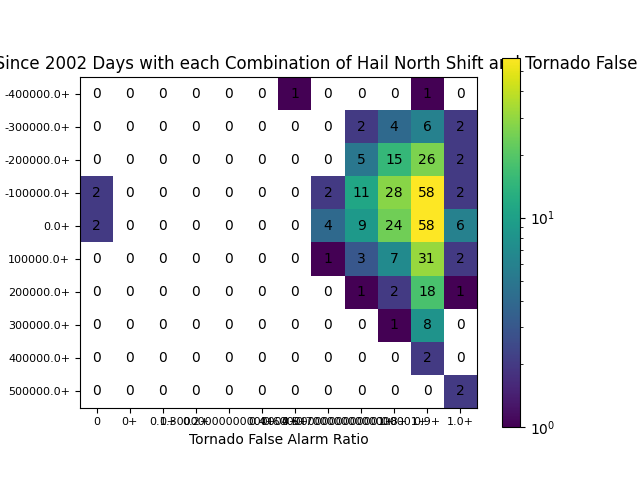 Since 2002 Days with each Combination of Hail North Shift and Tornado False
-400000.0+ 0 0 0 0 0 0 1 0 0 0 1 0
-300000.0+ 0 0 0 0 0 0 0 0 2 4 6 2
-200000.0+ 0 0 0 0 0 0 0 0 5 15 26 2
-100000.0+ 2 0 0 0 0 0 0 2 11 28 58 2
0.0+ 2 0 0 0 0 0 0 4 9 24 58 6
100000.0+ 0 0 0 0 0 0 0 1 3 7 31 2
200000.0+ 0 0 0 0 0 0 0 0 1 2 18 1
300000.0+ 0 0 0 0 0 0 0 0 0 1 8 0
400000.0+ 0 0 0 0 0 0 0 0 0 0 2 0
500000.0+ 0 0 0 0 0 0 0 0 0 0 0 2
0 0+ 1.0+
Tornado False Alarm Ratio
10¹
10⁰